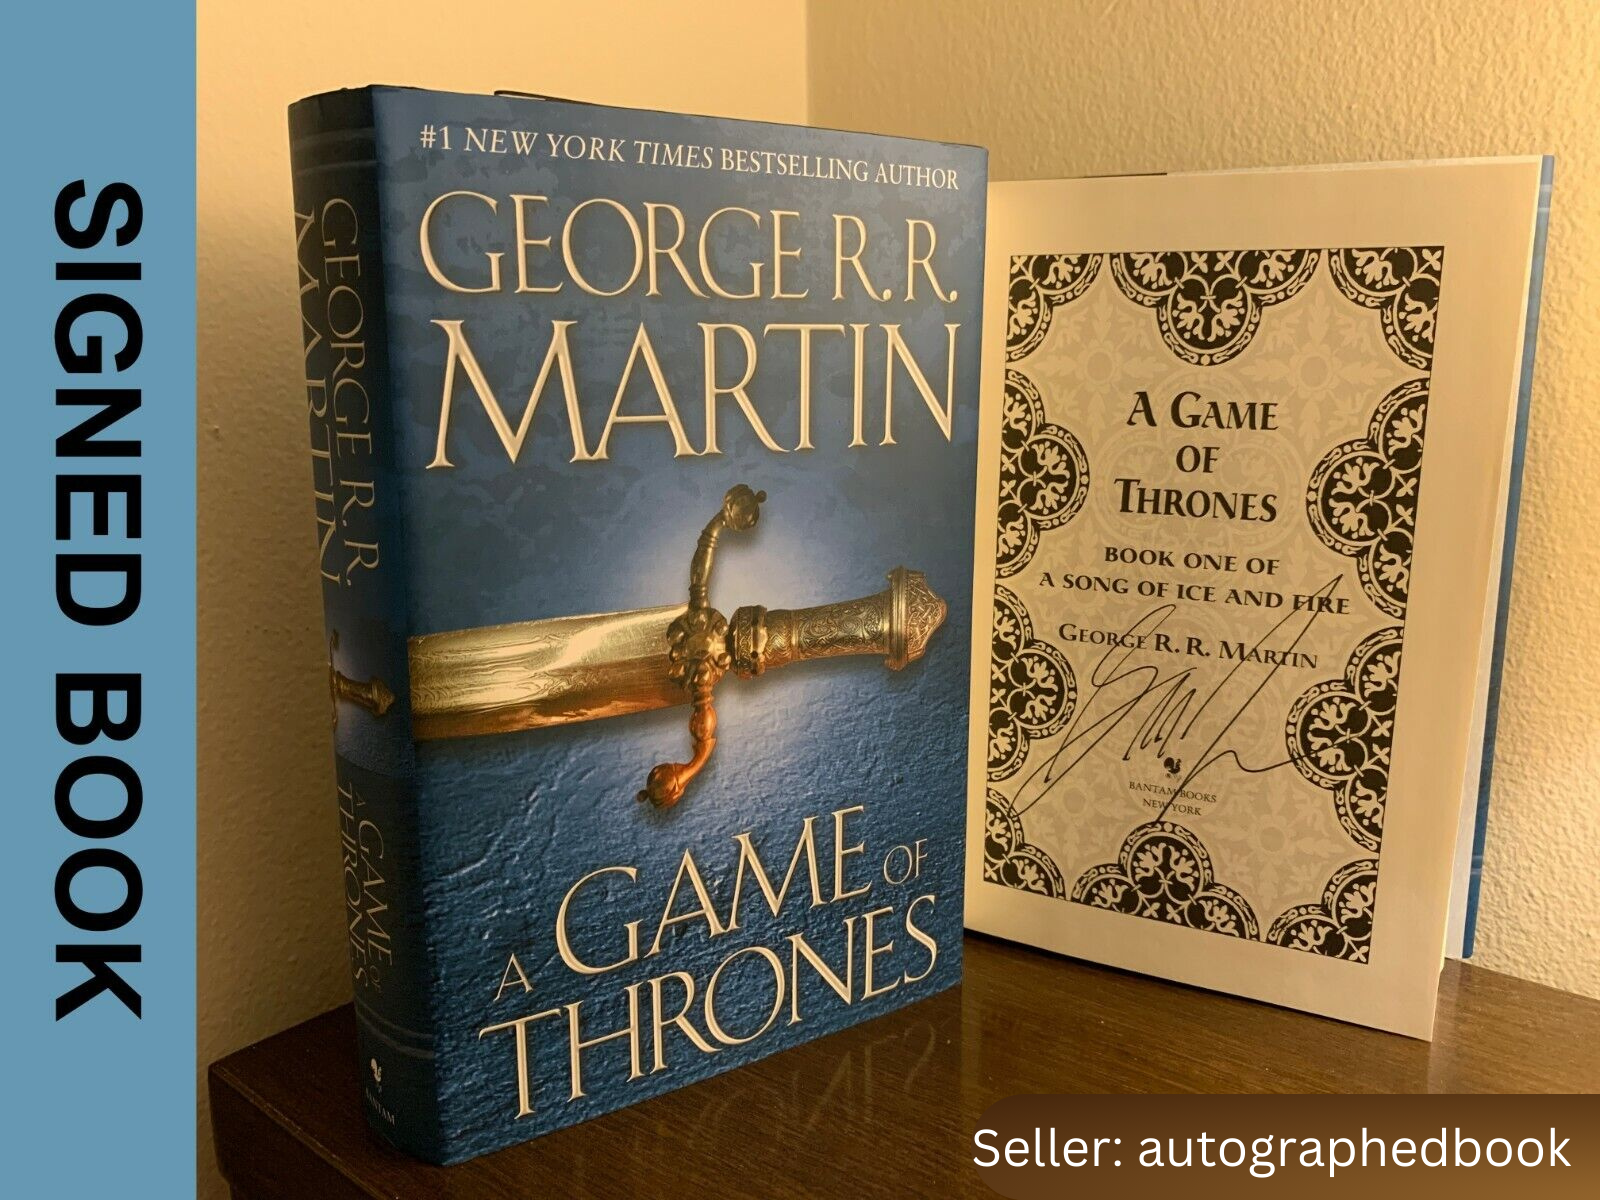 SIGNED BOOK
#1 NEW YORK TIMES BESTSELLING AUTHOR
GEORGE R. R.
MARTIN
A GAME OF
THRONES
GEORGE R. R.
MARTIN
A GAME OF
THRONES
BANTAM
A GAME
OF
THRONES
BOOK ONE OF
A SONG OF ICE AND FIRE
GEORGE R. R. MARTIN
BANTAM BOOKS
NEW YORK
Seller: autographedbook